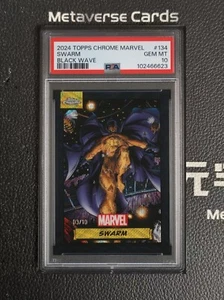 Metaverse Cards
2024 TOPPS CHROME MARVEL #134
SWARM GEM MT
BLACK WAVE 10
PSA 102466623
03/10
MARVEL
SWARM
元